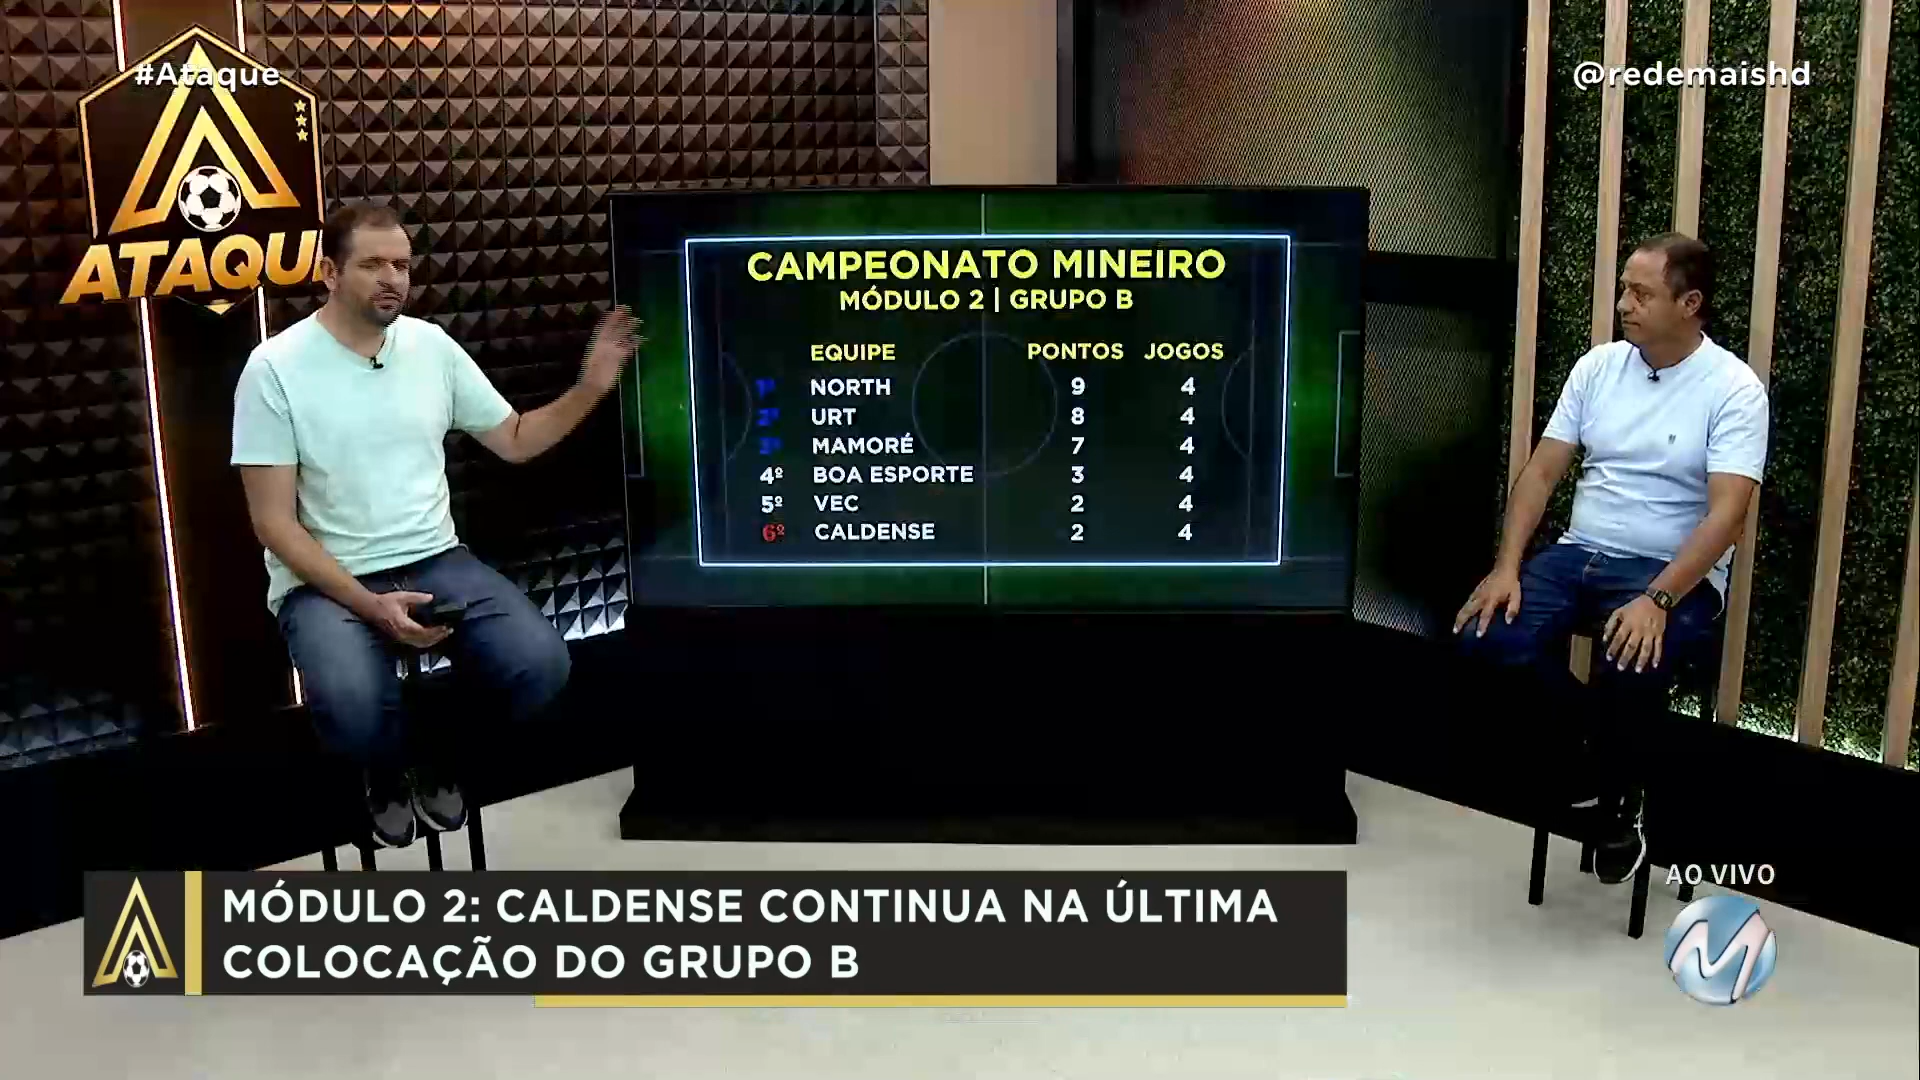 #Ataque
@redemaishd
ATAQU
CAMPEONATO MINEIRO
MÓDULO 2 | GRUPO B
EQUIPE PONTOS JOGOS
1º NORTH 9 4
2º URT 8 4
3º MAMORÉ 7 4
4º BOA ESPORTE 3 4
5º VEC 2 4
6º CALDENSE 2 4
AO VIVO
MÓDULO 2: CALDENSE CONTINUA NA ÚLTIMA
COLOCAÇÃO DO GRUPO B